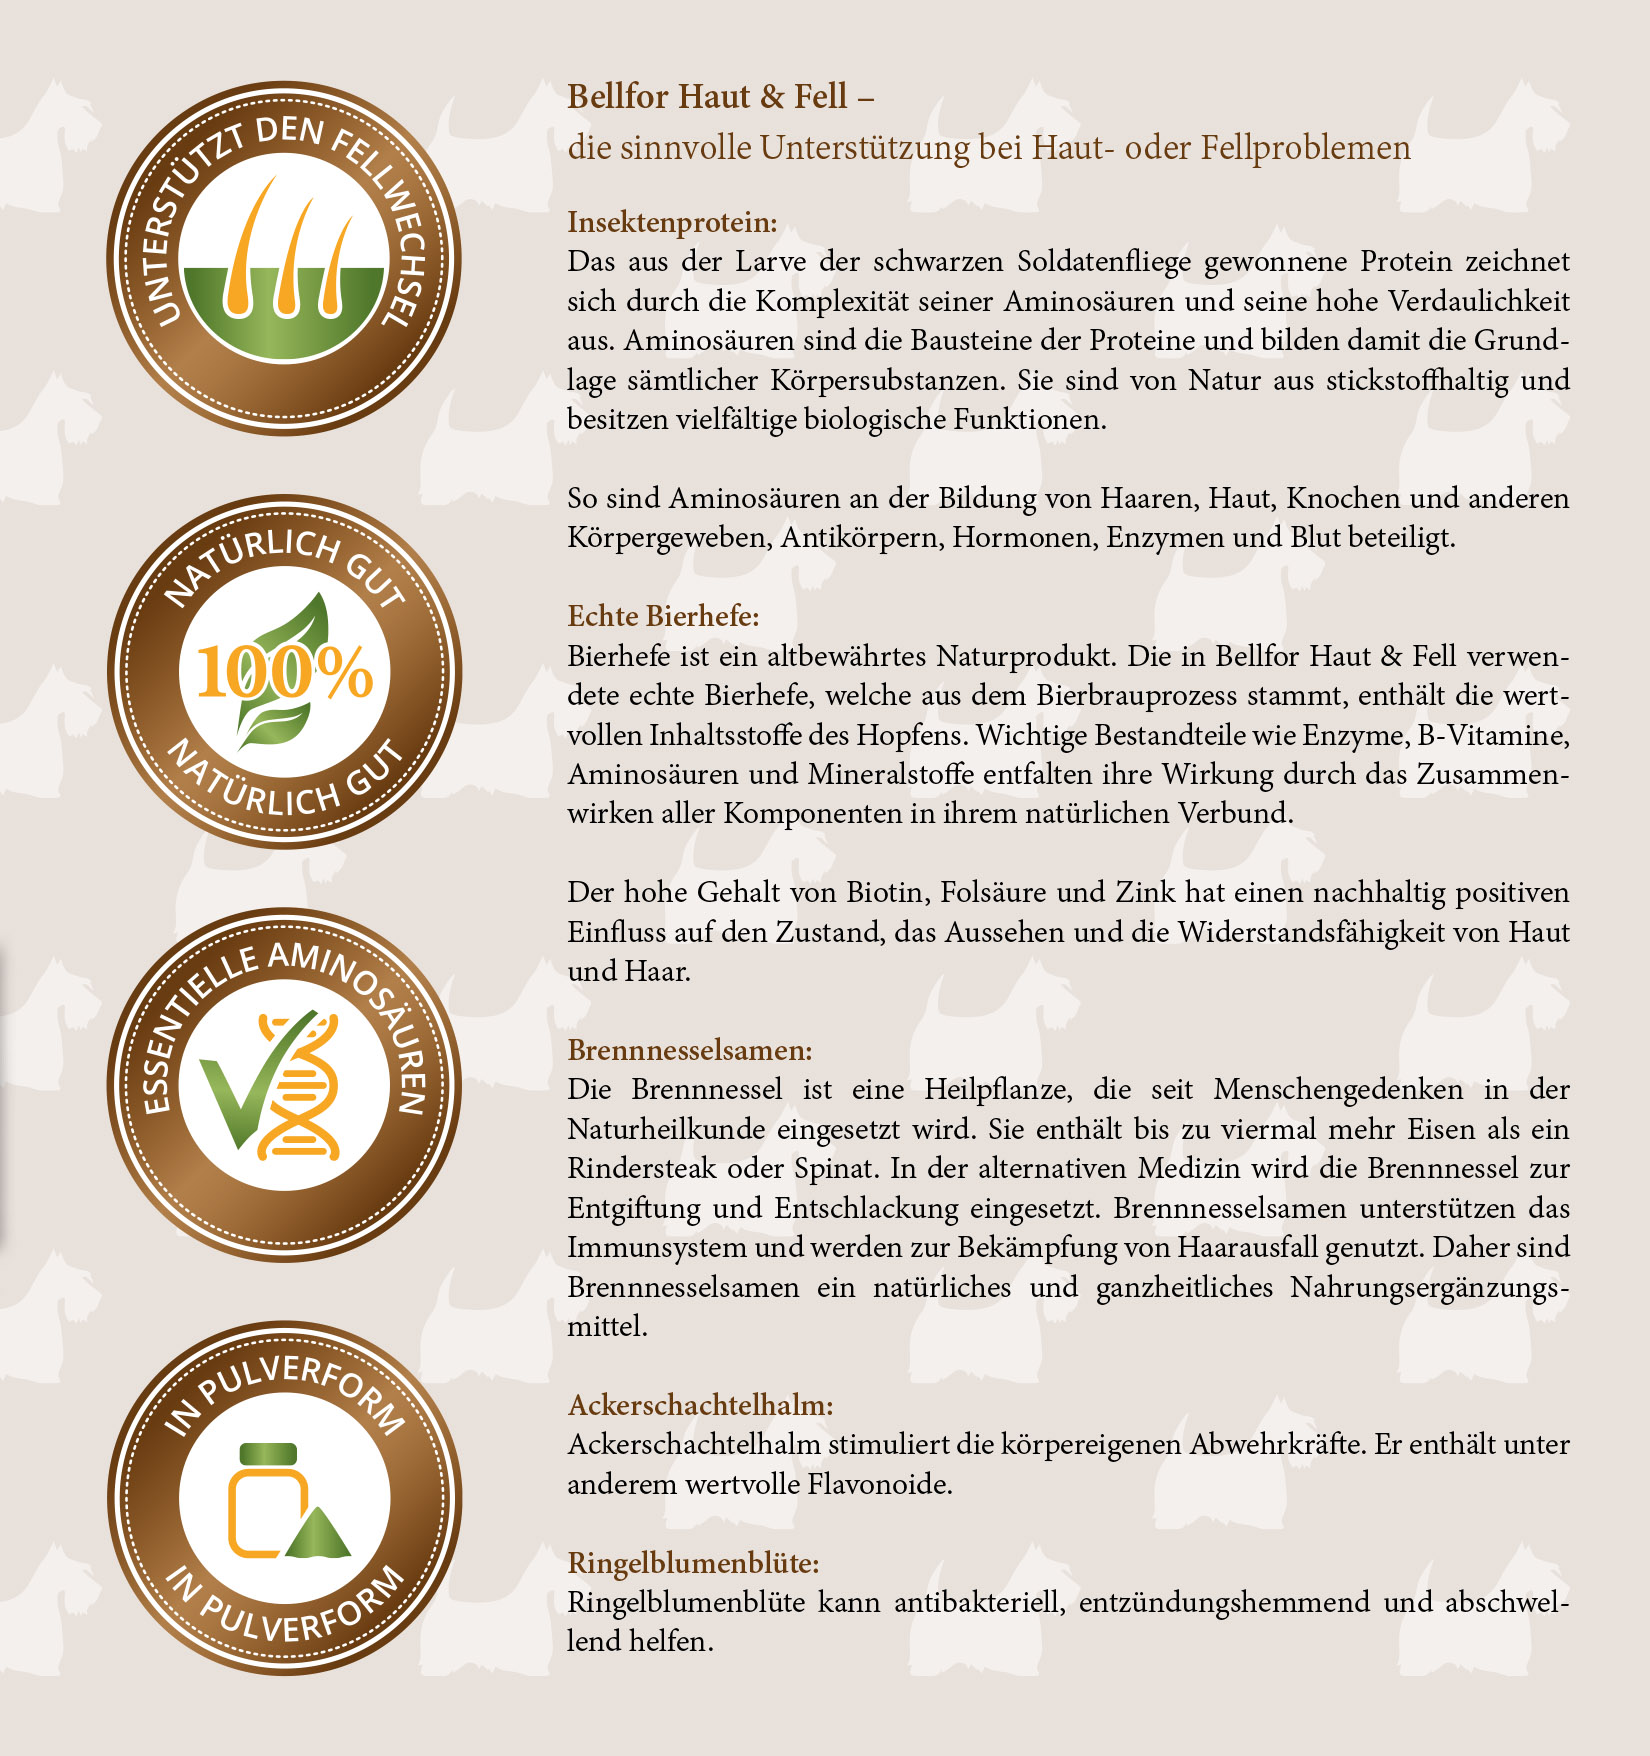 UNTERSTÜTZT DEN FELLWECHSEL
NATÜRLICH GUT
100%
NATÜRLICH GUT
ESSENTIELLE AMINOSÄUREN
IN PULVERFORM
IN PULVERFORM
Bellfor Haut & Fell –
die sinnvolle Unterstützung bei Haut- oder Fellproblemen
Insektenprotein:
Das aus der Larve der schwarzen Soldatenfliege gewonnene Protein zeichnet
sich durch die Komplexität seiner Aminosäuren und seine hohe Verdaulichkeit
aus. Aminosäuren sind die Bausteine der Proteine und bilden damit die Grund-
lage sämtlicher Körpersubstanzen. Sie sind von Natur aus stickstoffhaltig und
besitzen vielfältige biologische Funktionen.
So sind Aminosäuren an der Bildung von Haaren, Haut, Knochen und anderen
Körpergeweben, Antikörpern, Hormonen, Enzymen und Blut beteiligt.
Echte Bierhefe:
Bierhefe ist ein altbewährtes Naturprodukt. Die in Bellfor Haut & Fell verwen-
dete echte Bierhefe, welche aus dem Bierbrauprozess stammt, enthält die wert-
vollen Inhaltsstoffe des Hopfens. Wichtige Bestandteile wie Enzyme, B-Vitamine,
Aminosäuren und Mineralstoffe entfalten ihre Wirkung durch das Zusammen-
wirken aller Komponenten in ihrem natürlichen Verbund.
Der hohe Gehalt von Biotin, Folsäure und Zink hat einen nachhaltig positiven
Einfluss auf den Zustand, das Aussehen und die Widerstandsfähigkeit von Haut
und Haar.
Brennnesselsamen:
Die Brennnessel ist eine Heilpflanze, die seit Menschengedenken in der
Naturheilkunde eingesetzt wird. Sie enthält bis zu viermal mehr Eisen als ein
Rindersteak oder Spinat. In der alternativen Medizin wird die Brennnessel zur
Entgiftung und Entschlackung eingesetzt. Brennnesselsamen unterstützen das
Immunsystem und werden zur Bekämpfung von Haarausfall genutzt. Daher sind
Brennnesselsamen ein natürliches und ganzheitliches Nahrungsergänzungs-
mittel.
Ackerschachtelhalm:
Ackerschachtelhalm stimuliert die körpereigenen Abwehrkräfte. Er enthält unter
anderem wertvolle Flavonoide.
Ringelblumenblüte:
Ringelblumenblüte kann antibakteriell, entzündungshemmend und abschwel-
lend helfen.